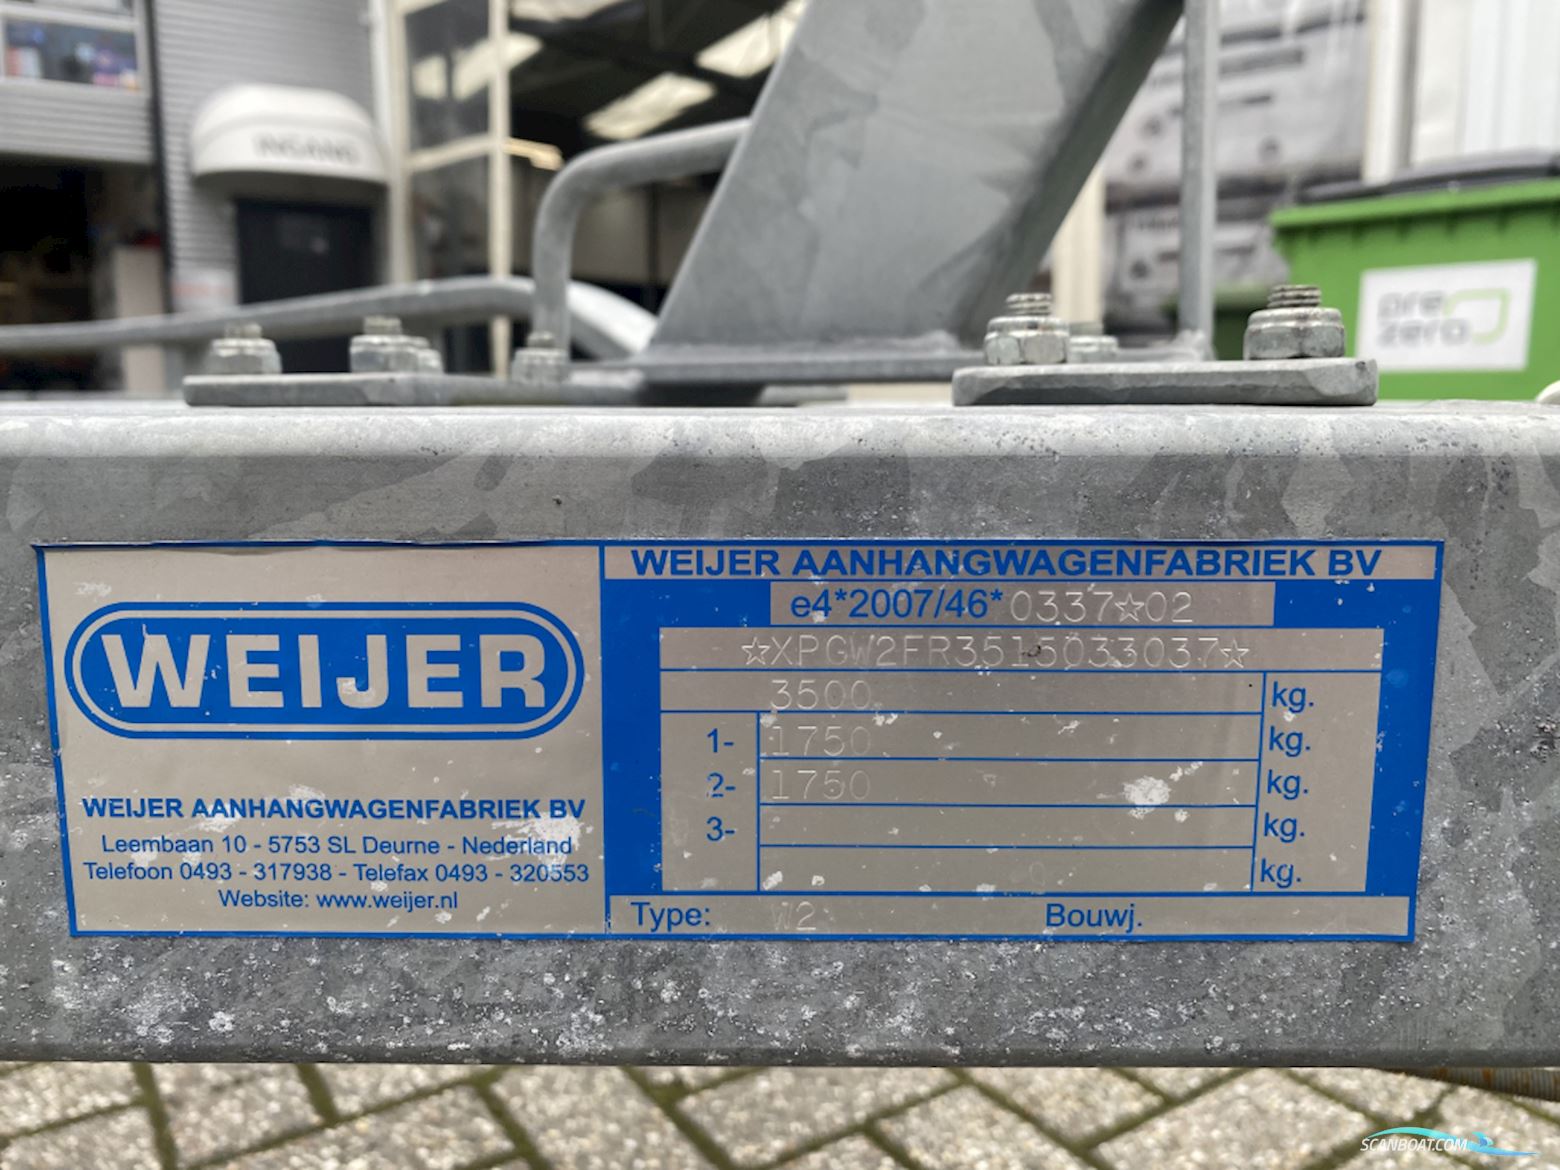 INGANG
pre
zero
WEIJER
WEIJER AANHANGWAGENFABRIEK BV
Leembaan 10 - 5753 SL Deurne - Nederland
Telefoon 0493 - 317938 - Telefax 0493 - 320553
Website: www.weijer.nl
WEIJER AANHANGWAGENFABRIEK BV
e4*2007/46* 0337☆02
☆XPGW2FR3515033037☆
3500 kg.
1- 1750 kg.
2- 1750 kg.
3- kg.
kg.
Type: W2 Bouwj.
SCANBOAT.COM